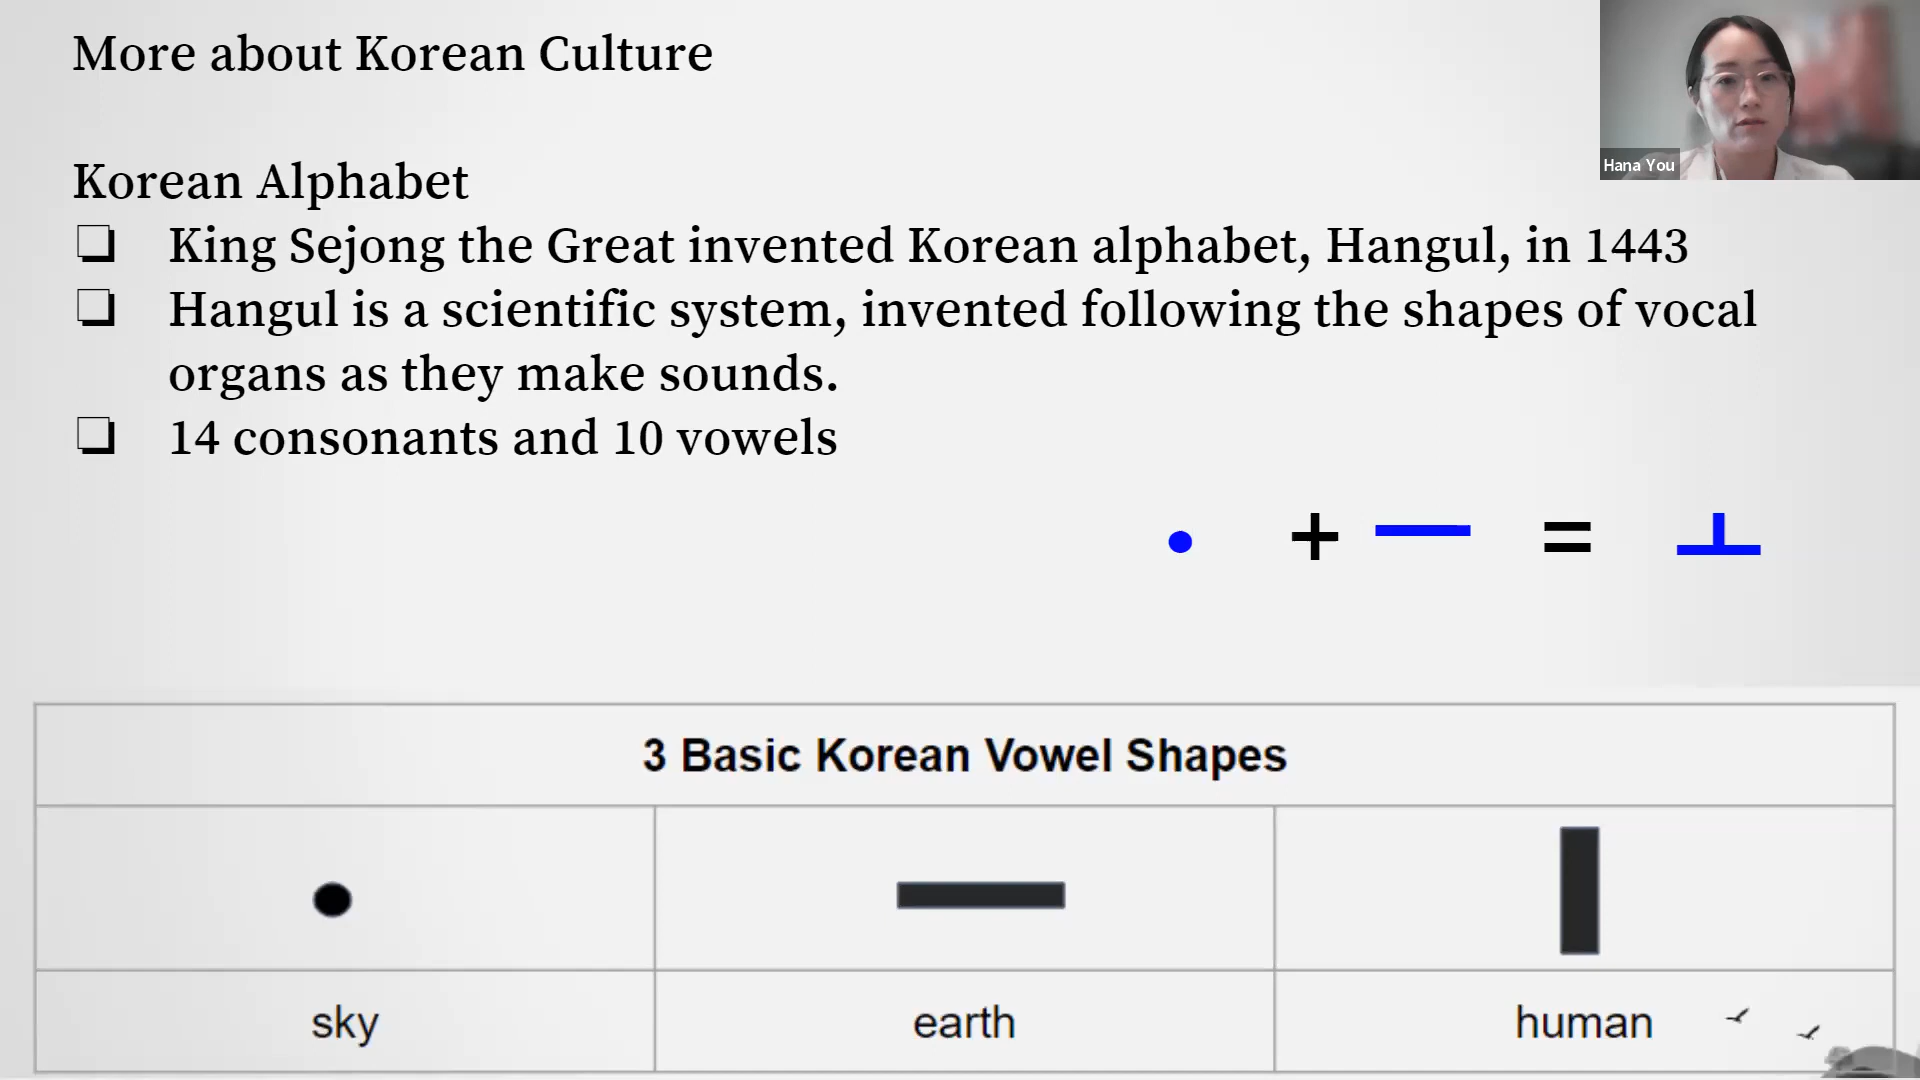 More about Korean Culture
Hana You
Korean Alphabet
❏ King Sejong the Great invented Korean alphabet, Hangul, in 1443
❏ Hangul is a scientific system, invented following the shapes of vocal
organs as they make sounds.
❏ 14 consonants and 10 vowels
• + ㅡ = ㅗ
3 Basic Korean Vowel Shapes
• ㅡ ㅣ
sky earth human